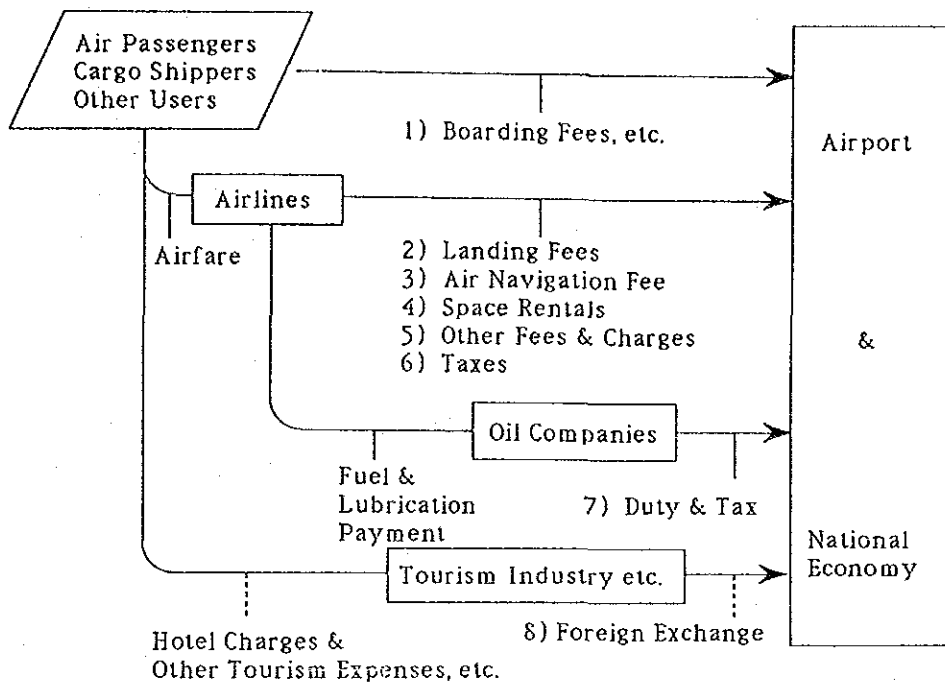 Air Passengers
Cargo Shippers
Other Users
1) Boarding Fees, etc.
Airport
Airlines
Airfare
2) Landing Fees
3) Air Navigation Fee
4) Space Rentals
5) Other Fees & Charges
6) Taxes
&
Oil Companies
Fuel &
Lubrication
Payment
7) Duty & Tax
National
Economy
Tourism Industry etc.
8) Foreign Exchange
Hotel Charges &
Other Tourism Expenses, etc.